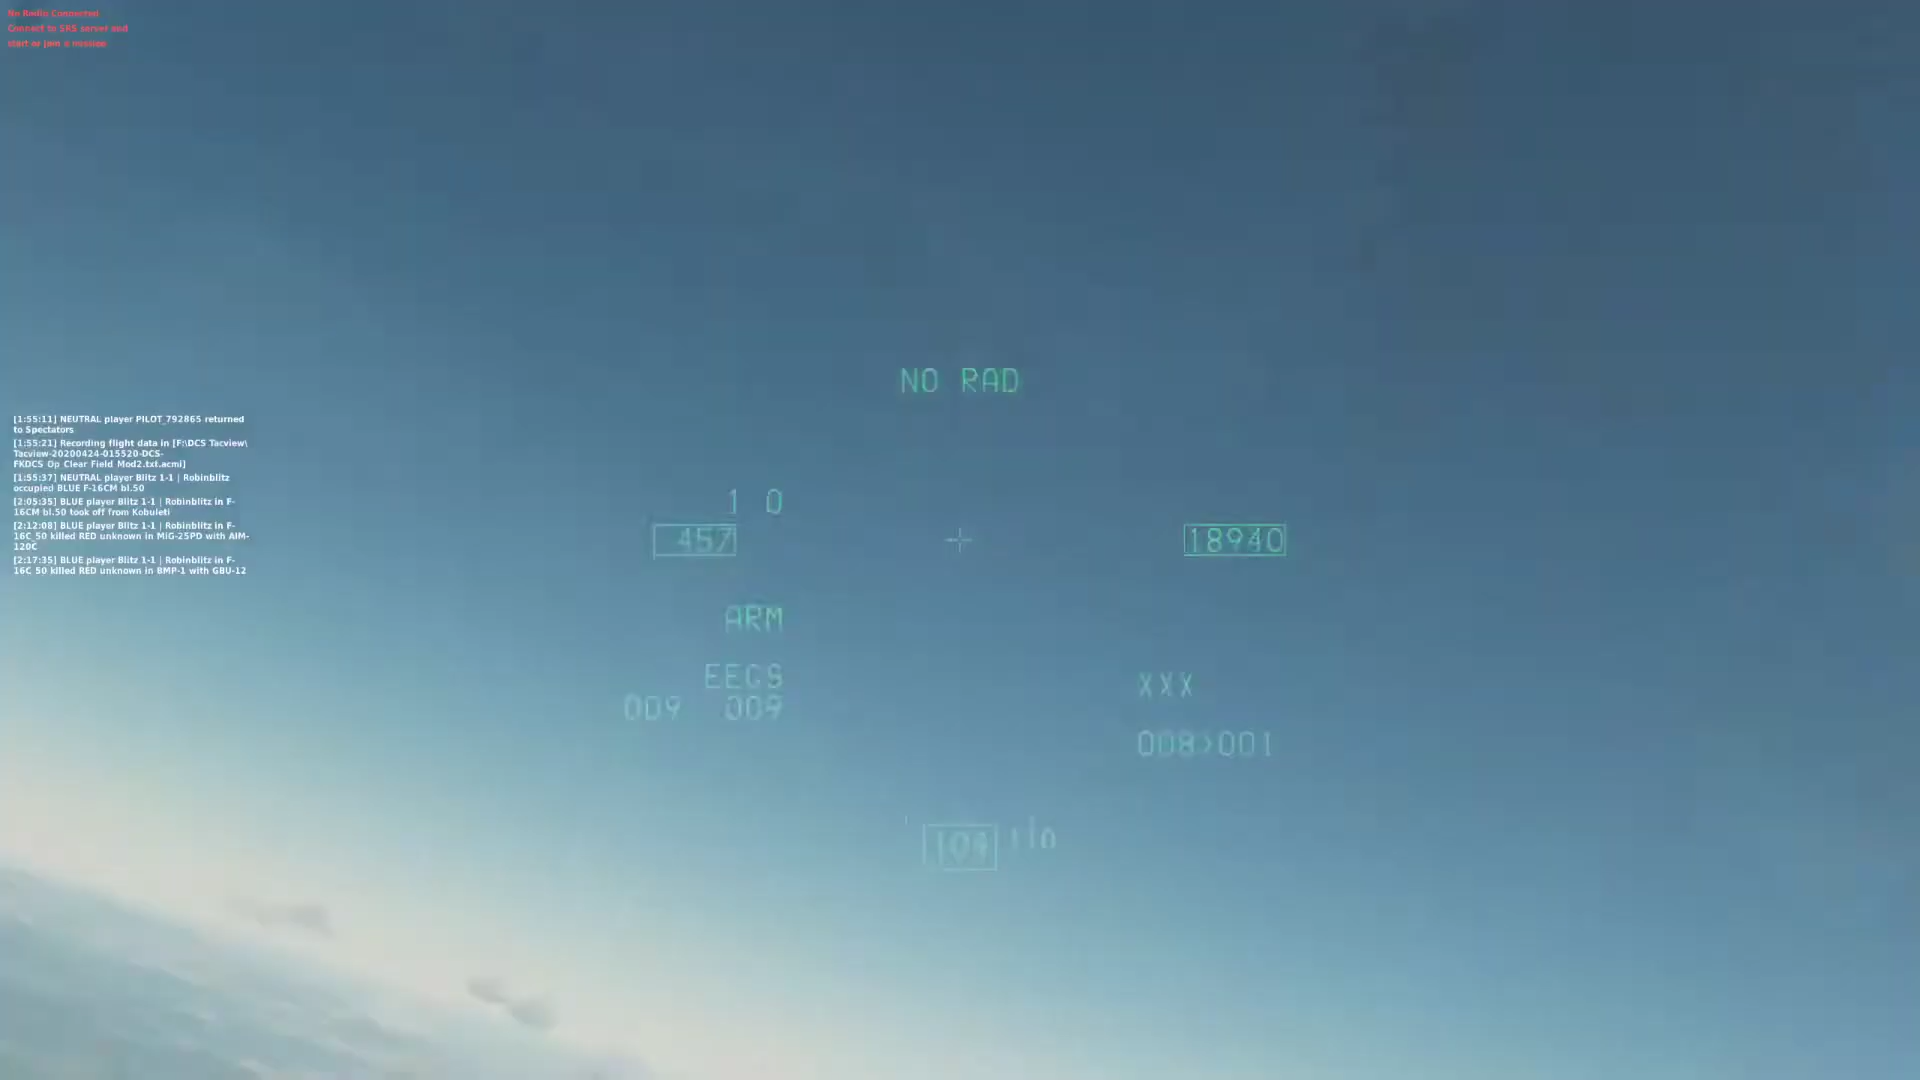 No Radio Connected
Connect to SRS server and
start or join a mission
NO RAD
[1:55:11] NEUTRAL player PILOT_792865 returned
to Spectators
[1:55:21] Recording flight data in [F:\DCS Tacview\
Tacview-20200424-015520-DCS-
FKDCS Op Clear Field Mod2.txt.acmi]
[1:55:37] NEUTRAL player Blitz 1-1 | Robinblitz
occupied BLUE F-16CM bl.50
[2:05:35] BLUE player Blitz 1-1 | Robinblitz in F-
16CM bl.50 took off from Kobuleti
[2:12:08] BLUE player Blitz 1-1 | Robinblitz in F-
16C_50 killed RED unknown in MiG-25PD with AIM-
120C
[2:17:35] BLUE player Blitz 1-1 | Robinblitz in F-
16C_50 killed RED unknown in BMP-1 with GBU-12
1 0
457
18940
ARM
EEGS
009 009
XXX
008>001
109
110